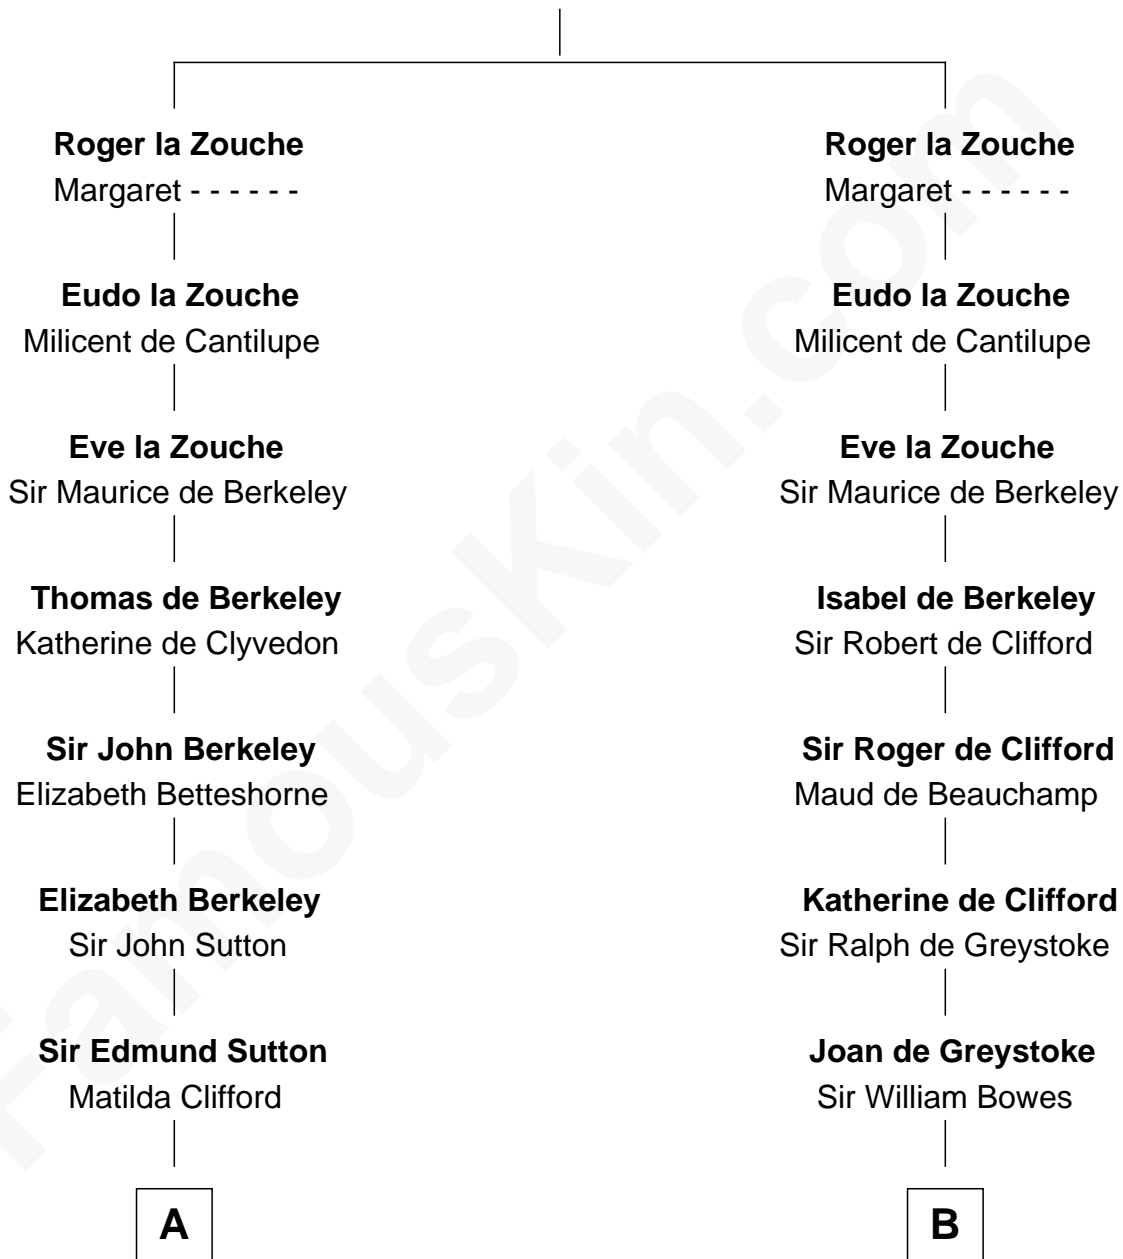 Roger la Zouche
Margaret - - - - - -
Eudo la Zouche
Milicent de Cantilupe
Eve la Zouche
Sir Maurice de Berkeley
Thomas de Berkeley
Katherine de Clyvedon
Sir John Berkeley
Elizabeth Betteshorne
Elizabeth Berkeley
Sir John Sutton
Sir Edmund Sutton
Matilda Clifford
A
Roger la Zouche
Margaret - - - - - -
Eudo la Zouche
Milicent de Cantilupe
Eve la Zouche
Sir Maurice de Berkeley
Isabel de Berkeley
Sir Robert de Clifford
Sir Roger de Clifford
Maud de Beauchamp
Katherine de Clifford
Sir Ralph de Greystoke
Joan de Greystoke
Sir William Bowes
B
FamousKin.com